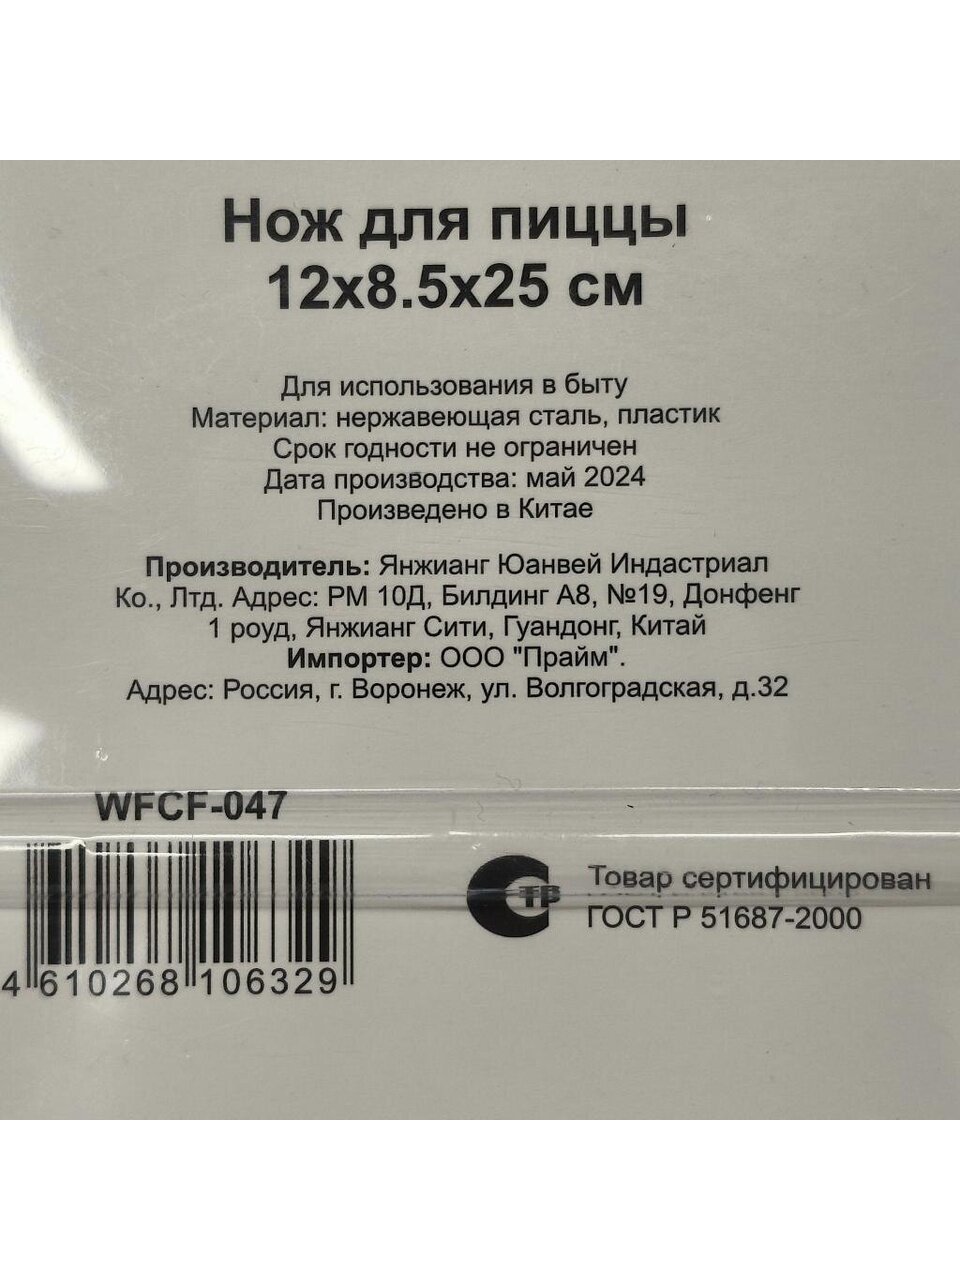 Нож для пиццы
12х8.5х25 см
Для использования в быту
Материал: нержавеющая сталь, пластик
Срок годности не ограничен
Дата производства: май 2024
Произведено в Китае
Производитель: Янжианг Юанвей Индастриал
Ко., Лтд. Адрес: РМ 10Д, Билдинг А8, №19, Донфенг
1 роуд, Янжианг Сити, Гуандонг, Китай
Импортер: ООО "Прайм".
Адрес: Россия, г. Воронеж, ул. Волгоградская, д.32
WFCF-047
4 610268 106329
СТР
Товар сертифицирован
ГОСТ Р 51687-2000